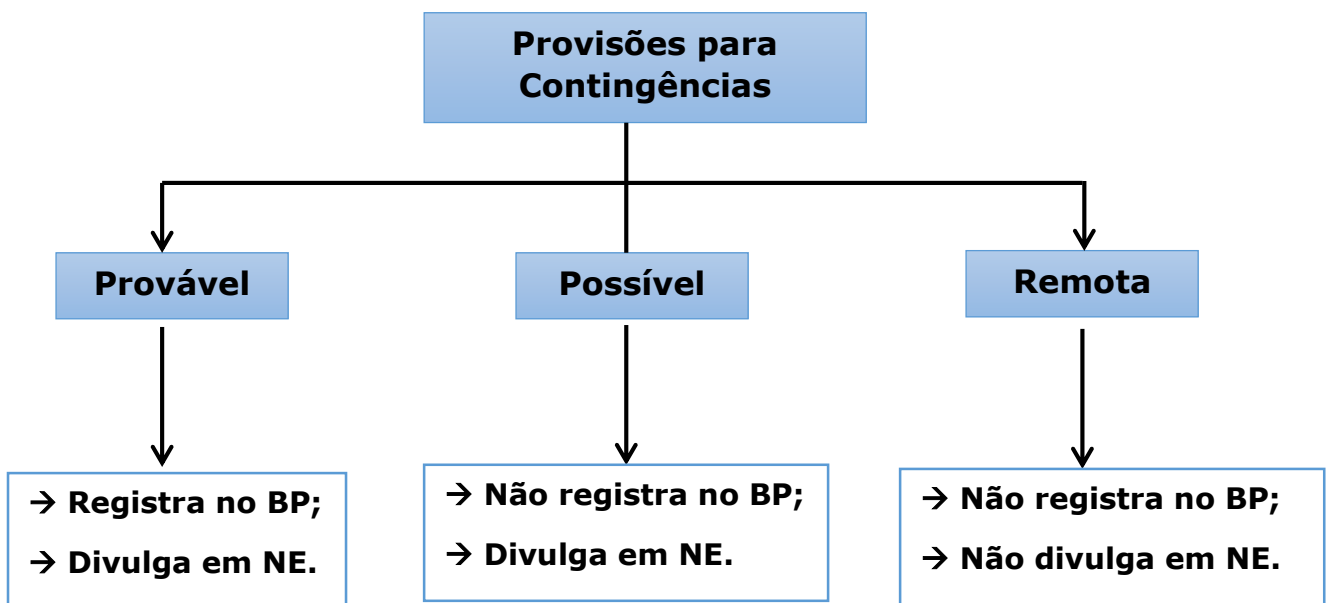 Provisões para
Contingências
Provável
Possível
Remota
→ Registra no BP;
→ Divulga em NE.
→ Não registra no BP;
→ Divulga em NE.
→ Não registra no BP;
→ Não divulga em NE.